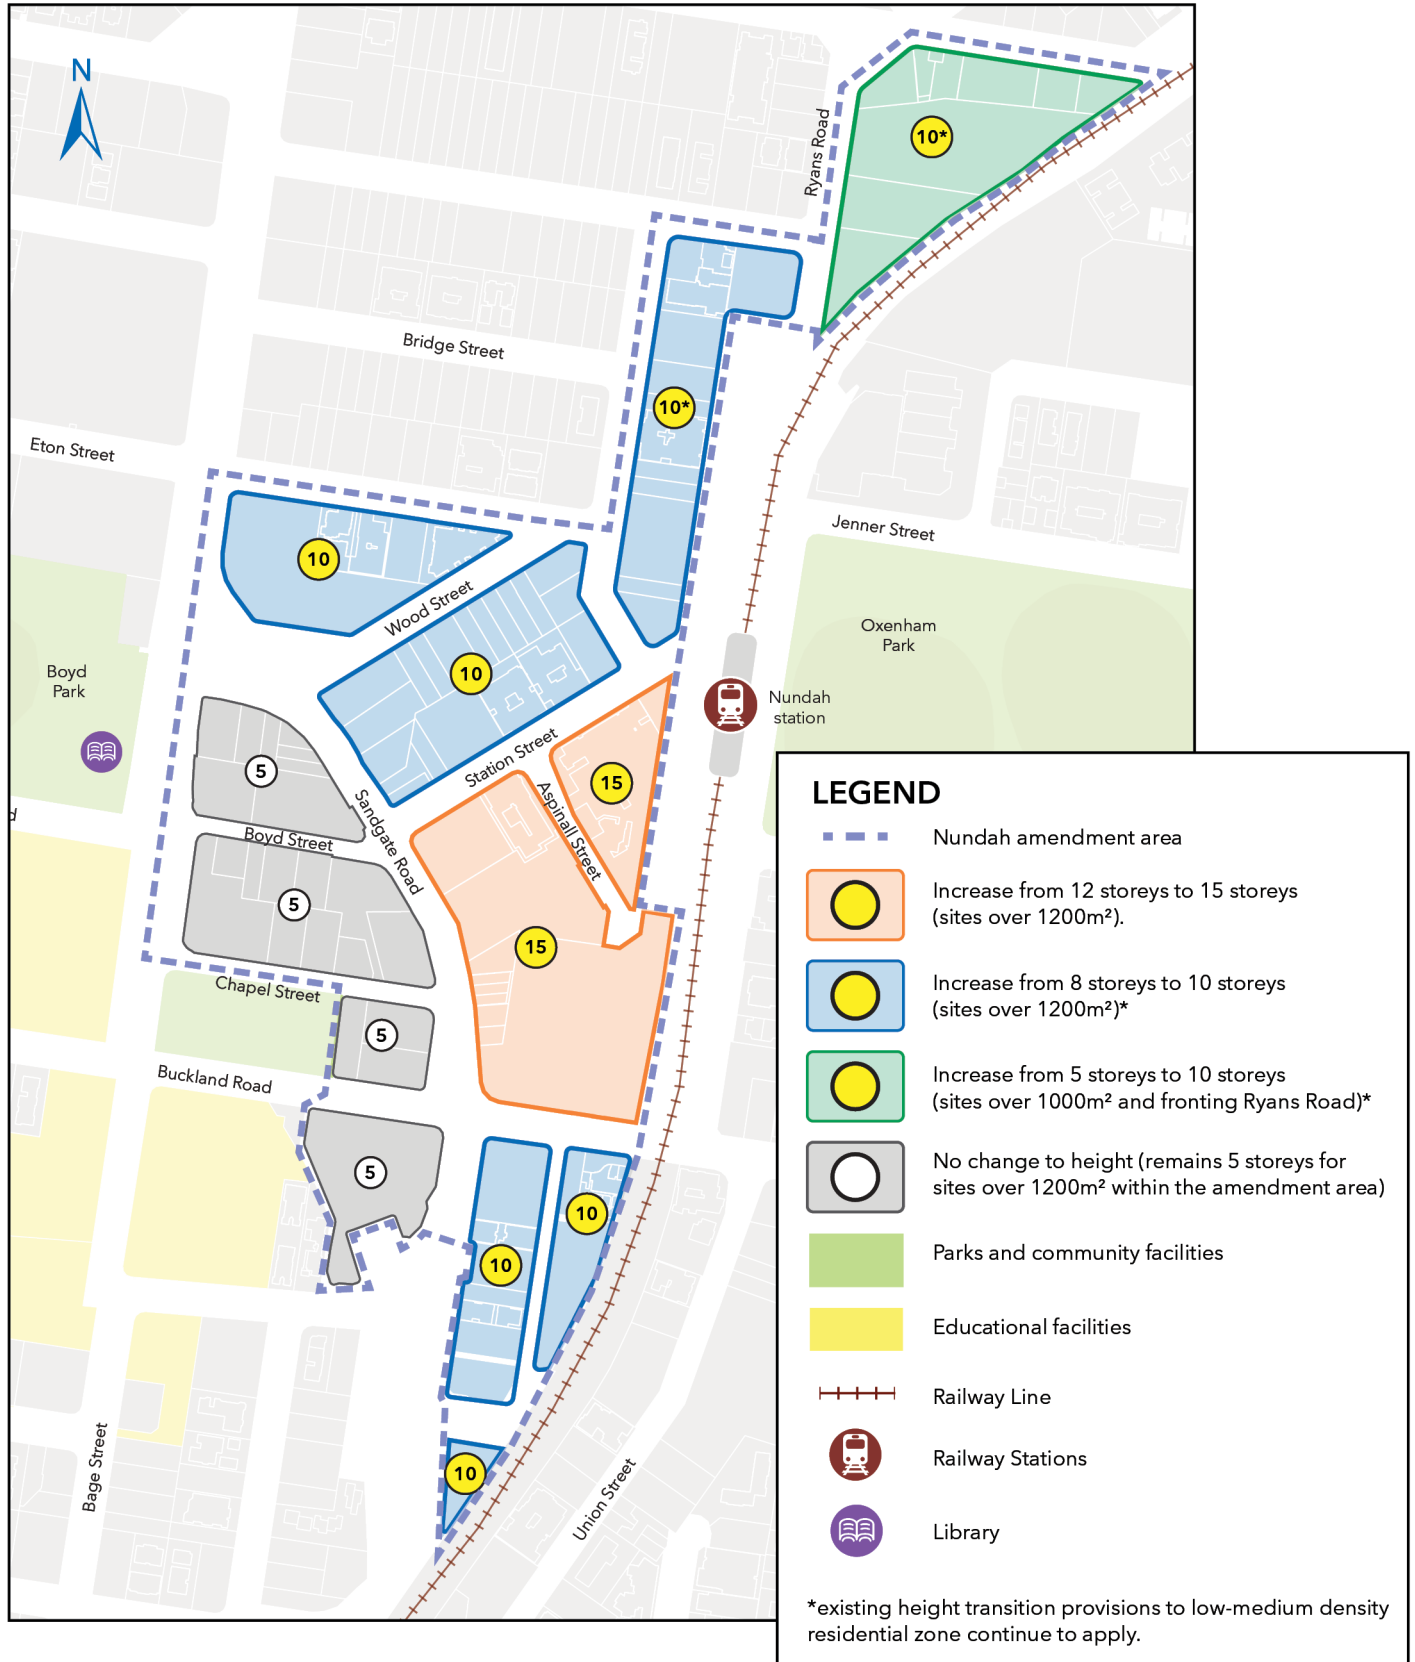 N
Ryans Road
10*
Bridge Street
10*
Eton Street
Jenner Street
10
Wood Street
Oxenham
Park
10
Boyd
Park
Nundah
station
Station Street
5
15
Aspinall Street
Sandgate Road
d
Boyd Street
5
15
Chapel Street
5
Buckland Road
5
10
10
10
Bage Street
Union Street
LEGEND
Nundah amendment area
Increase from 12 storeys to 15 storeys
(sites over 1200m²).
Increase from 8 storeys to 10 storeys
(sites over 1200m²)*
Increase from 5 storeys to 10 storeys
(sites over 1000m² and fronting Ryans Road)*
No change to height (remains 5 storeys for
sites over 1200m² within the amendment area)
Parks and community facilities
Educational facilities
Railway Line
Railway Stations
Library
*existing height transition provisions to low-medium density
residential zone continue to apply.